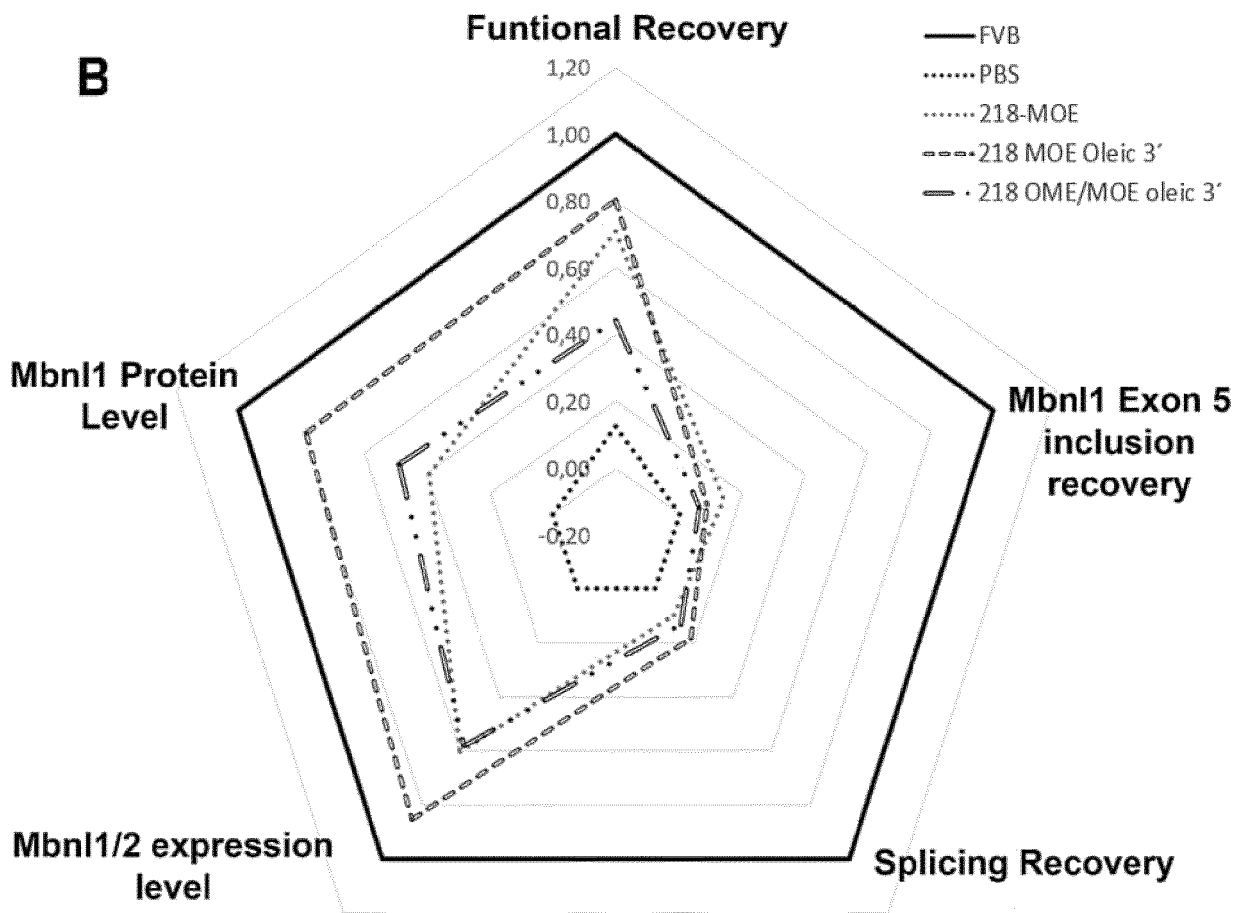 B
Funtional Recovery
FVB
PBS
218-MOE
218 MOE Oleic 3´
218 OME/MOE oleic 3´
1,20
1,00
0,80
0,60
0,40
0,20
0,00
-0,20
Mbnl1 Protein
Level
Mbnl1 Exon 5
inclusion
recovery
Mbnl1/2 expression
level
Splicing Recovery